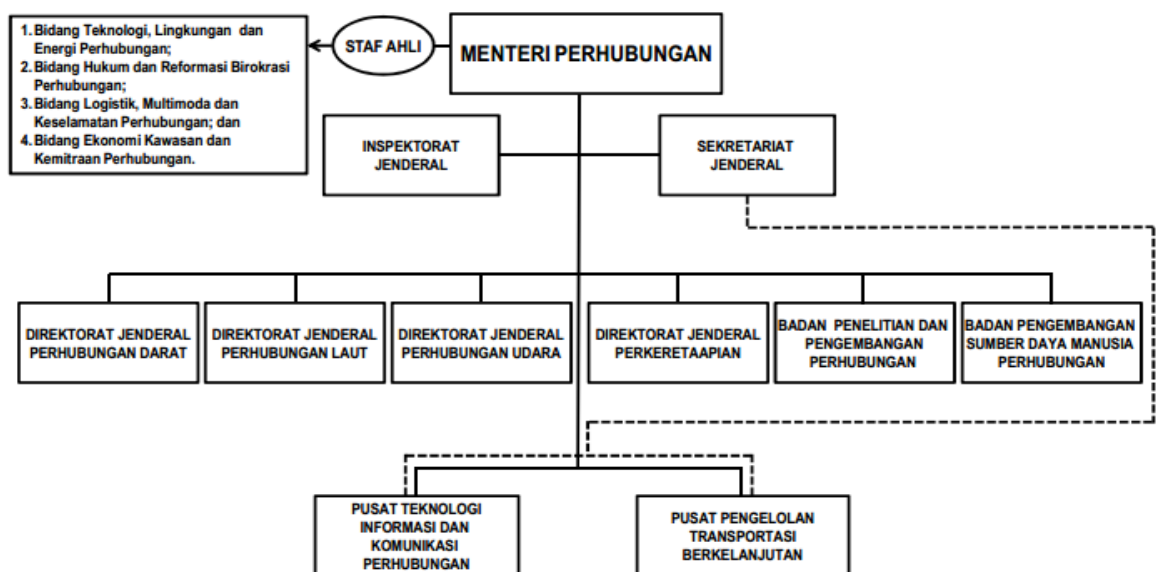 1. Bidang Teknologi, Lingkungan dan
Energi Perhubungan;
2. Bidang Hukum dan Reformasi Birokrasi
Perhubungan;
3. Bidang Logistik, Multimoda dan
Keselamatan Perhubungan; dan
4. Bidang Ekonomi Kawasan dan
Kemitraan Perhubungan.
STAF AHLI
MENTERI PERHUBUNGAN
INSPEKTORAT
JENDERAL
SEKRETARIAT
JENDERAL
DIREKTORAT JENDERAL
PERHUBUNGAN DARAT
DIREKTORAT JENDERAL
PERHUBUNGAN LAUT
DIREKTORAT JENDERAL
PERHUBUNGAN UDARA
DIREKTORAT JENDERAL
PERKERETAAPIAN
BADAN PENELITIAN DAN
PENGEMBANGAN
PERHUBUNGAN
BADAN PENGEMBANGAN
SUMBER DAYA MANUSIA
PERHUBUNGAN
PUSAT TEKNOLOGI
INFORMASI DAN
KOMUNIKASI
PERHUBUNGAN
PUSAT PENGELOLAN
TRANSPORTASI
BERKELANJUTAN